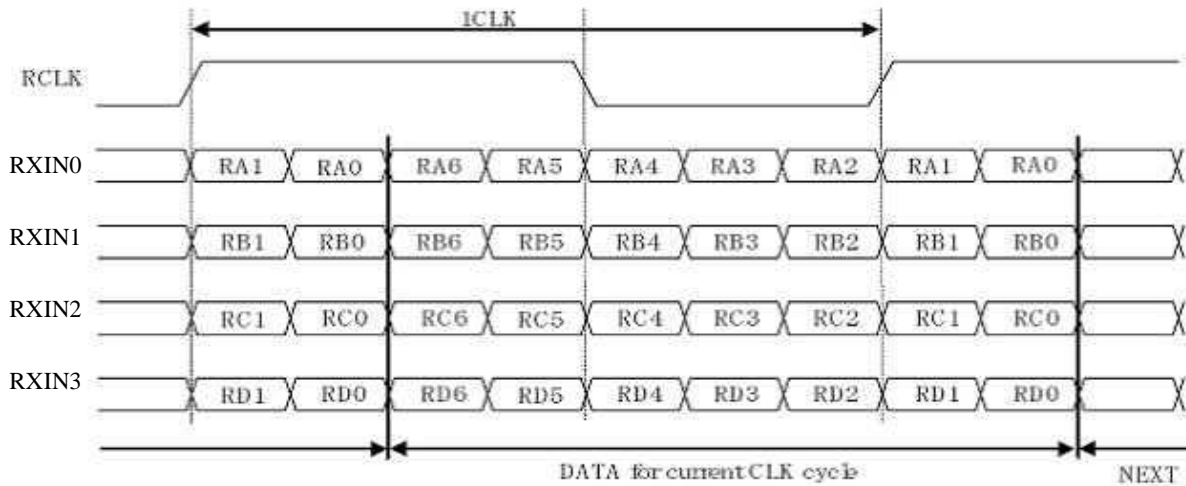 1CLK
RCLK
RXIN0 RA1 RA0 RA6 RA5 RA4 RA3 RA2 RA1 RA0
RXIN1 RB1 RB0 RB6 RB5 RB4 RB3 RB2 RB1 RB0
RXIN2 RC1 RC0 RC6 RC5 RC4 RC3 RC2 RC1 RC0
RXIN3 RD1 RD0 RD6 RD5 RD4 RD3 RD2 RD1 RD0
DATA for current CLK cycle NEXT